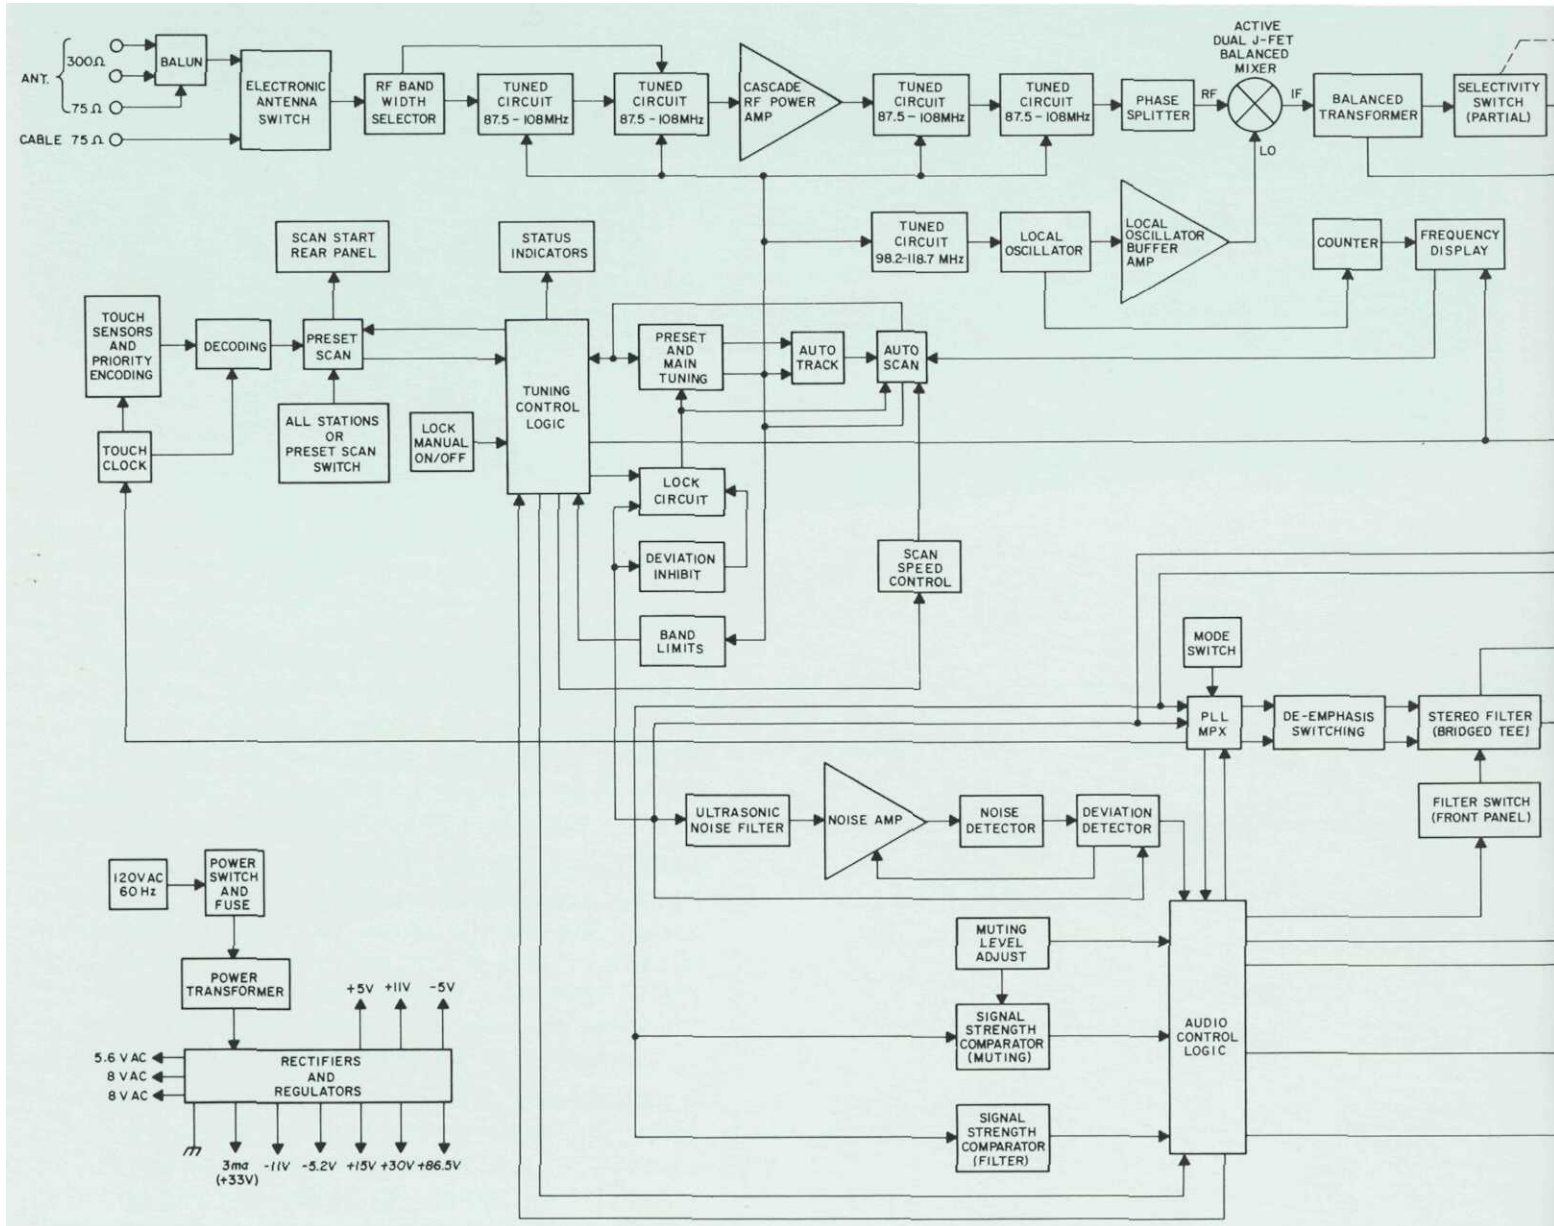 ANT.
300Ω
75Ω
CABLE 75Ω
BALUN
ELECTRONIC
ANTENNA
SWITCH
RF BAND
WIDTH
SELECTOR
TUNED
CIRCUIT
87.5-108MHz
TUNED
CIRCUIT
87.5-108MHz
CASCADE
RF POWER
AMP
TUNED
CIRCUIT
87.5-108MHz
TUNED
CIRCUIT
87.5-108MHz
PHASE
SPLITTER
RF
ACTIVE
DUAL J-FET
BALANCED
MIXER
IF
LO
BALANCED
TRANSFORMER
SELECTIVITY
SWITCH
(PARTIAL)
SCAN START
REAR PANEL
STATUS
INDICATORS
TUNED
CIRCUIT
98.2-118.7 MHz
LOCAL
OSCILLATOR
LOCAL
OSCILLATOR
BUFFER
AMP
COUNTER
FREQUENCY
DISPLAY
TOUCH
SENSORS
AND
PRIORITY
ENCODING
DECODING
PRESET
SCAN
TUNING
CONTROL
LOGIC
PRESET
AND
MAIN
TUNING
AUTO
TRACK
AUTO
SCAN
TOUCH
CLOCK
ALL STATIONS
OR
PRESET SCAN
SWITCH
LOCK
MANUAL
ON/OFF
LOCK
CIRCUIT
DEVIATION
INHIBIT
SCAN
SPEED
CONTROL
BAND
LIMITS
MODE
SWITCH
PLL
MPX
DE-EMPHASIS
SWITCHING
STEREO FILTER
(BRIDGED TEE)
ULTRASONIC
NOISE FILTER
NOISE AMP
NOISE
DETECTOR
DEVIATION
DETECTOR
FILTER SWITCH
(FRONT PANEL)
120VAC
60Hz
POWER
SWITCH
AND
FUSE
POWER
TRANSFORMER
MUTING
LEVEL
ADJUST
+5V
+11V
-5V
5.6 VAC
8 VAC
8 VAC
RECTIFIERS
AND
REGULATORS
SIGNAL
STRENGTH
COMPARATOR
(MUTING)
AUDIO
CONTROL
LOGIC
SIGNAL
STRENGTH
COMPARATOR
(FILTER)
3ma
(+33V)
-11V
-5.2V
+15V
+30V
+86.5V